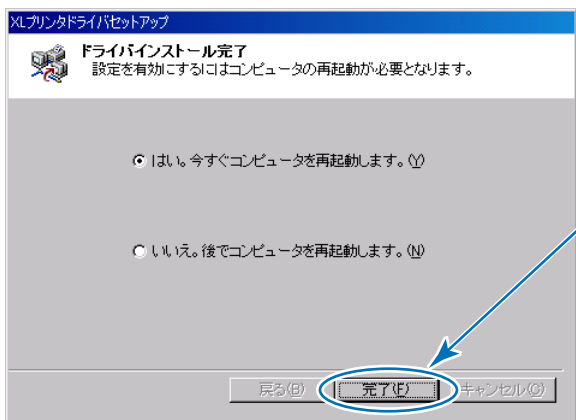 XLプリンタドライバセットアップ
ドライバインストール完了
設定を有効にするにはコンピュータの再起動が必要となります。
はい。今すぐコンピュータを再起動します。(Y)
いいえ。後でコンピュータを再起動します。(N)
戻る(B) 完了(F) キャンセル(C)